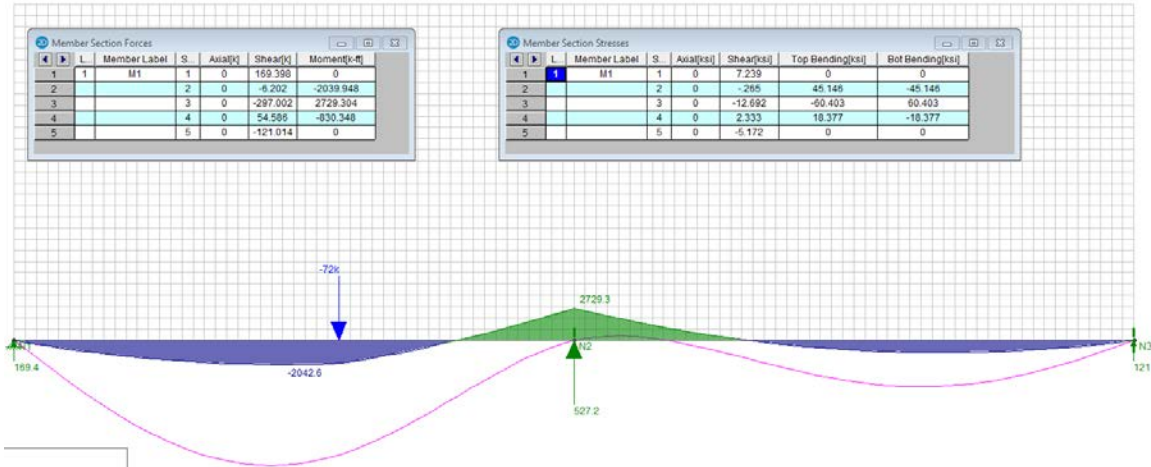 Member Section Forces
L... Member Label S... Axial[k] Shear[k] Moment[k-ft]
1 1 M1 1 0 169.398 0
2 2 0 -6.202 -2039.948
3 3 0 -297.002 2729.304
4 4 0 54.586 -830.348
5 5 0 -121.014 0
Member Section Stresses
L... Member Label S... Axial[ksi] Shear[ksi] Top Bending[ksi] Bot Bending[ksi]
1 1 M1 1 0 7.239 0 0
2 2 0 -.265 45.146 -45.146
3 3 0 -12.692 -60.403 60.403
4 4 0 2.333 18.377 -18.377
5 5 0 -5.172 0 0
-72k
2729.3
N2
N3
169.4
-2042.6
121
527.2